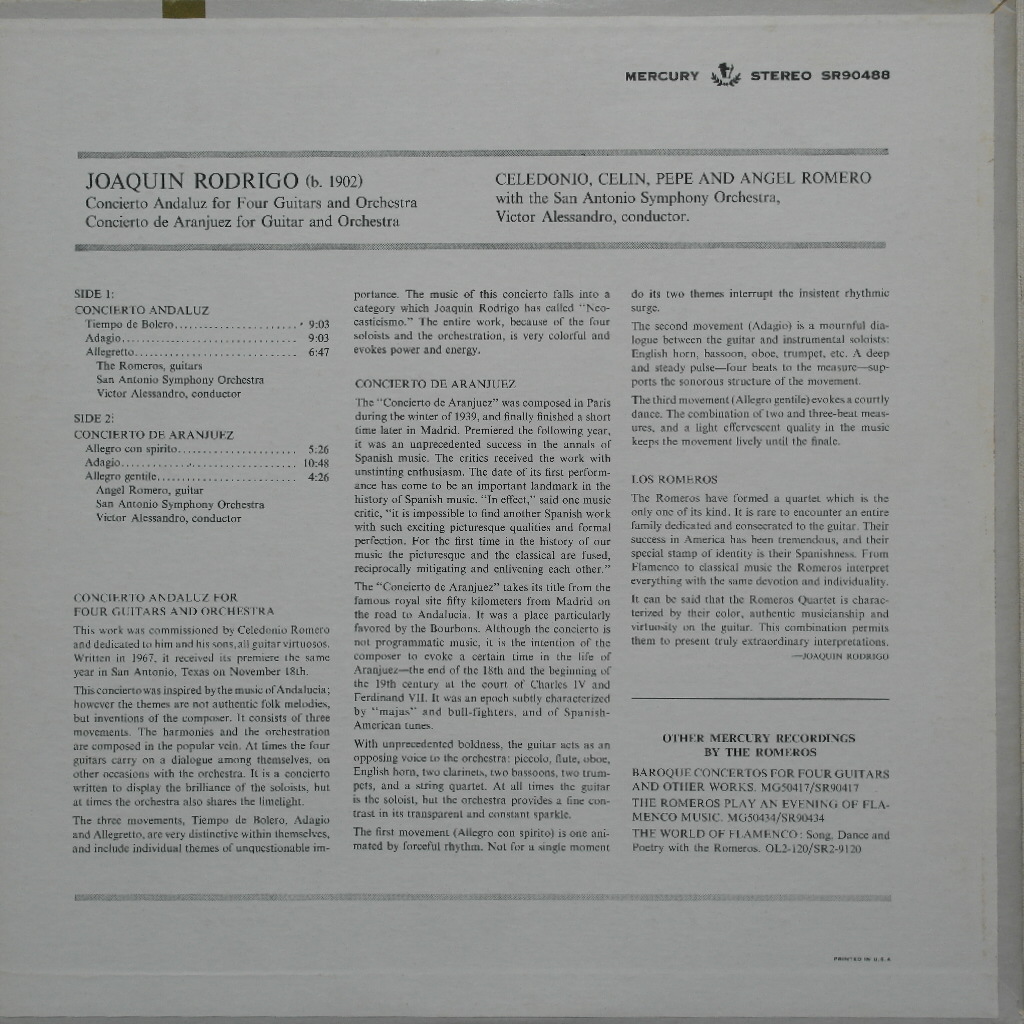 MERCURY STEREO SR90488
JOAQUIN RODRIGO (b. 1902)
Concierto Andaluz for Four Guitars and Orchestra
Concierto de Aranjuez for Guitar and Orchestra
CELEDONIO, CELIN, PEPE AND ANGEL ROMERO
with the San Antonio Symphony Orchestra,
Victor Alessandro, conductor.
SIDE 1:
CONCIERTO ANDALUZ
Tiempo de Bolero....................... 9:03
Adagio................................. 9:03
Allegretto............................. 6:47
The Romeros, guitars
San Antonio Symphony Orchestra
Victor Alessandro, conductor
SIDE 2:
CONCIERTO DE ARANJUEZ
Allegro con spirito.................... 5:26
Adagio................................. 10:48
Allegro gentile........................ 4:26
Angel Romero, guitar
San Antonio Symphony Orchestra
Victor Alessandro, conductor
CONCIERTO ANDALUZ FOR
FOUR GUITARS AND ORCHESTRA
This work was commissioned by Celedonio Romero
and dedicated to him and his sons, all guitar virtuosos.
Written in 1967, it received its premiere the same
year in San Antonio, Texas on November 18th.
This concierto was inspired by the music of Andalucia;
however the themes are not authentic folk melodies,
but inventions of the composer. It consists of three
movements. The harmonies and the orchestration
are composed in the popular vein. At times the four
guitars carry on a dialogue among themselves, on
other occasions with the orchestra. It is a concierto
written to display the brilliance of the soloists, but
at times the orchestra also shares the limelight.
The three movements, Tiempo de Bolero, Adagio
and Allegretto, are very distinctive within themselves,
and include individual themes of unquestionable im-
portance. The music of this concierto falls into a
category which Joaquin Rodrigo has called "Neo-
casticismo." The entire work, because of the four
soloists and the orchestration, is very colorful and
evokes power and energy.
CONCIERTO DE ARANJUEZ
The "Concierto de Aranjuez" was composed in Paris
during the winter of 1939, and finally finished a short
time later in Madrid. Premiered the following year,
it was an unprecedented success in the annals of
Spanish music. The critics received the work with
unstinting enthusiasm. The date of its first perform-
ance has come to be an important landmark in the
history of Spanish music. "In effect," said one music
critic, "it is impossible to find another Spanish work
with such exciting picturesque qualities and formal
perfection. For the first time in the history of our
music the picturesque and the classical are fused,
reciprocally mitigating and enlivening each other."
The "Concierto de Aranjuez" takes its title from the
famous royal site fifty kilometers from Madrid on
the road to Andalucia. It was a place particularly
favored by the Bourbons. Although the concierto is
not programmatic music, it is the intention of the
composer to evoke a certain time in the life of
Aranjuez—the end of the 18th and the beginning of
the 19th century at the court of Charles IV and
Ferdinand VII. It was an epoch subtly characterized
by "majas" and bull-fighters, and of Spanish-
American tunes.
With unprecedented boldness, the guitar acts as an
opposing voice to the orchestra: piccolo, flute, oboe,
English horn, two clarinets, two bassoons, two trum-
pets, and a string quartet. At all times the guitar
is the soloist, but the orchestra provides a fine con-
trast in its transparent and constant sparkle.
The first movement (Allegro con spirito) is one ani-
mated by forceful rhythm. Not for a single moment
do its two themes interrupt the insistent rhythmic
surge.
The second movement (Adagio) is a mournful dia-
logue between the guitar and instrumental soloists:
English horn, bassoon, oboe, trumpet, etc. A deep
and steady pulse—four beats to the measure—sup-
ports the sonorous structure of the movement.
The third movement (Allegro gentile) evokes a courtly
dance. The combination of two and three-beat meas-
ures, and a light effervescent quality in the music
keeps the movement lively until the finale.
LOS ROMEROS
The Romeros have formed a quartet which is the
only one of its kind. It is rare to encounter an entire
family dedicated and consecrated to the guitar. Their
success in America has been tremendous, and their
special stamp of identity is their Spanishness. From
Flamenco to classical music the Romeros interpret
everything with the same devotion and individuality.
It can be said that the Romeros Quartet is charac-
terized by their color, authentic musicianship and
virtuosity on the guitar. This combination permits
them to present truly extraordinary interpretations.
—JOAQUIN RODRIGO
OTHER MERCURY RECORDINGS
BY THE ROMEROS
BAROQUE CONCERTOS FOR FOUR GUITARS
AND OTHER WORKS. MG50417/SR90417
THE ROMEROS PLAY AN EVENING OF FLA-
MENCO MUSIC. MG50434/SR90434
THE WORLD OF FLAMENCO: Song, Dance and
Poetry with the Romeros. OL2-120/SR2-9120
PRINTED IN U.S.A.